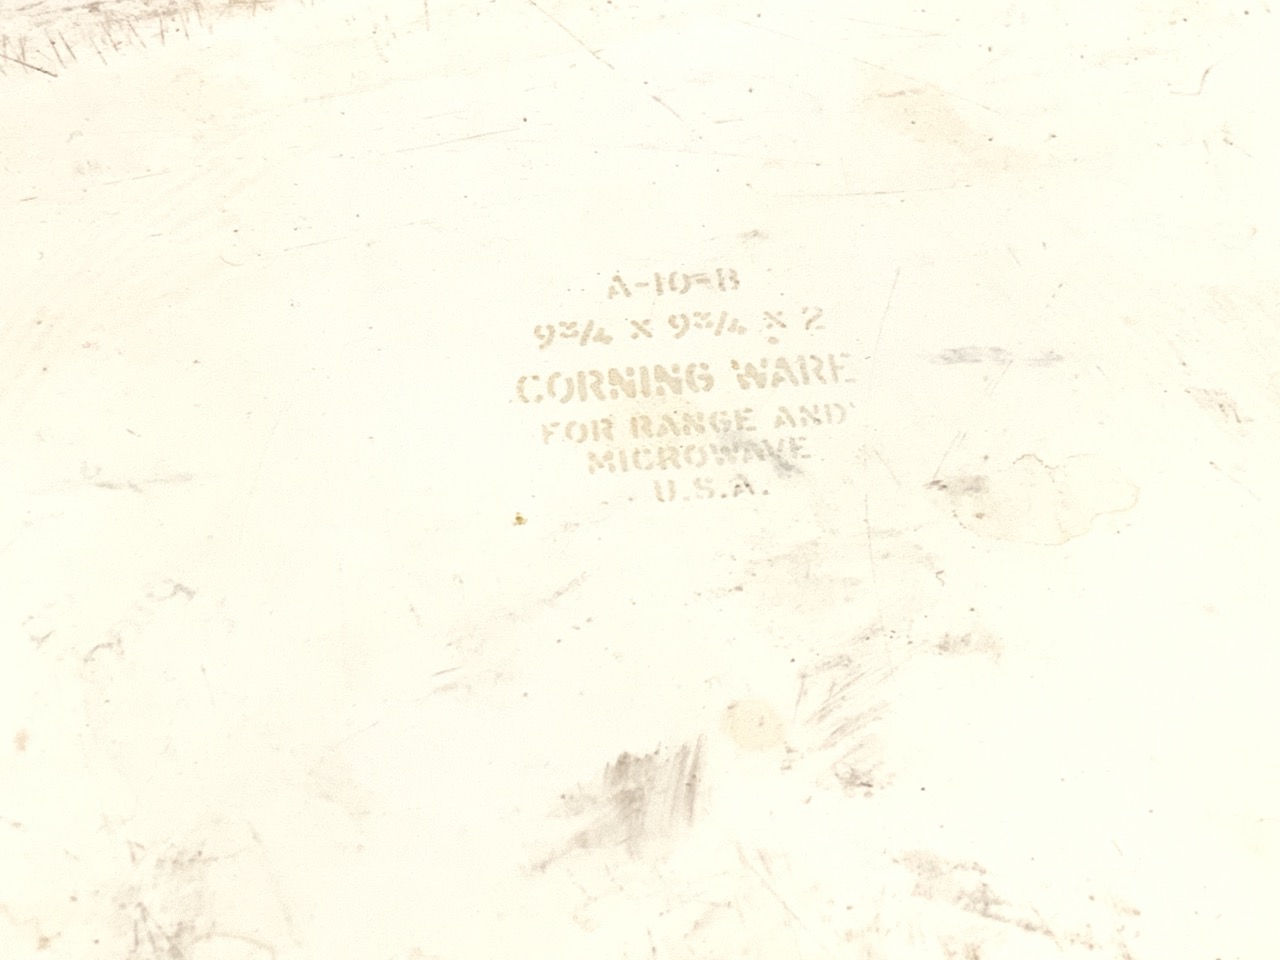 A-10-B
9¾ x 9¾ x 2
CORNING WARE
FOR RANGE AND
MICROWAVE
U.S.A.